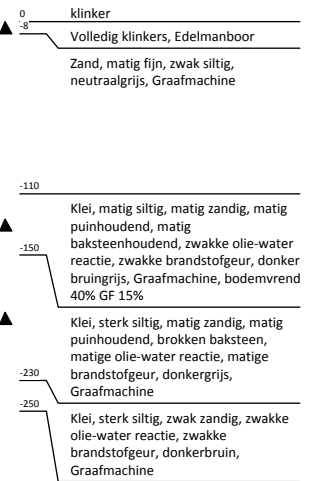 0
klinker
-8
Volledig klinkers, Edelmanboor
Zand, matig fijn, zwak siltig,
neutraalgrijs, Graafmachine
-110
Klei, matig siltig, matig zandig, matig
puinhoudend, matig
baksteenhoudend, zwakke olie-water
reactie, zwakke brandstofgeur, donker
bruingrijs, Graafmachine, bodemvrend
40% GF 15%
-150
Klei, sterk siltig, matig zandig, matig
puinhoudend, brokken baksteen,
matige olie-water reactie, matige
brandstofgeur, donkergrijs,
Graafmachine
-230
Klei, sterk siltig, zwak zandig, zwakke
olie-water reactie, zwakke
brandstofgeur, donkerbruin,
Graafmachine
-250